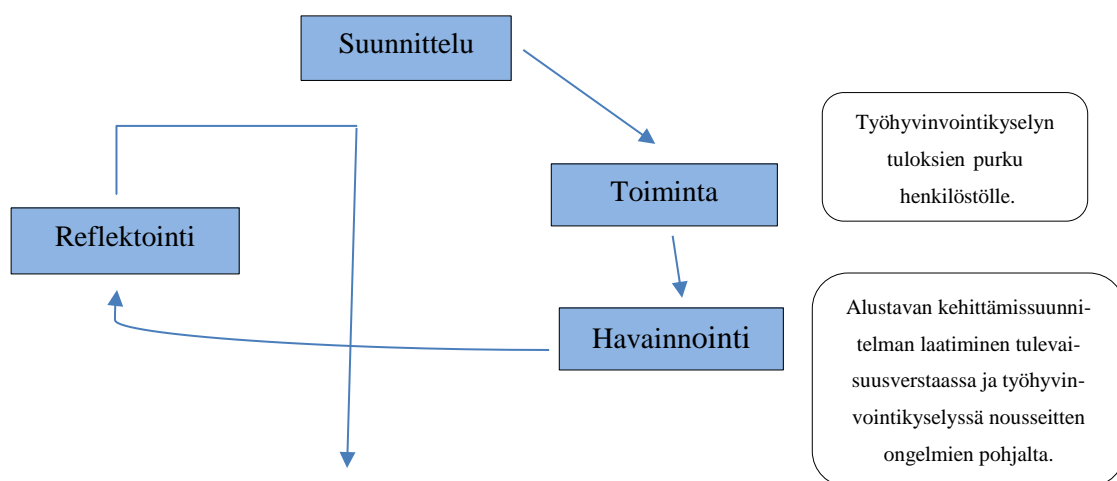 Suunnittelu
Toiminta
Työhyvinvointikyselyn
tuloksien purku
henkilöstölle.
Reflektointi
Havainnointi
Alustavan kehittämissuunni-
telman laatiminen tulevai-
suusverstaassa ja työhyvin-
vointikyselyssä nousseitten
ongelmien pohjalta.